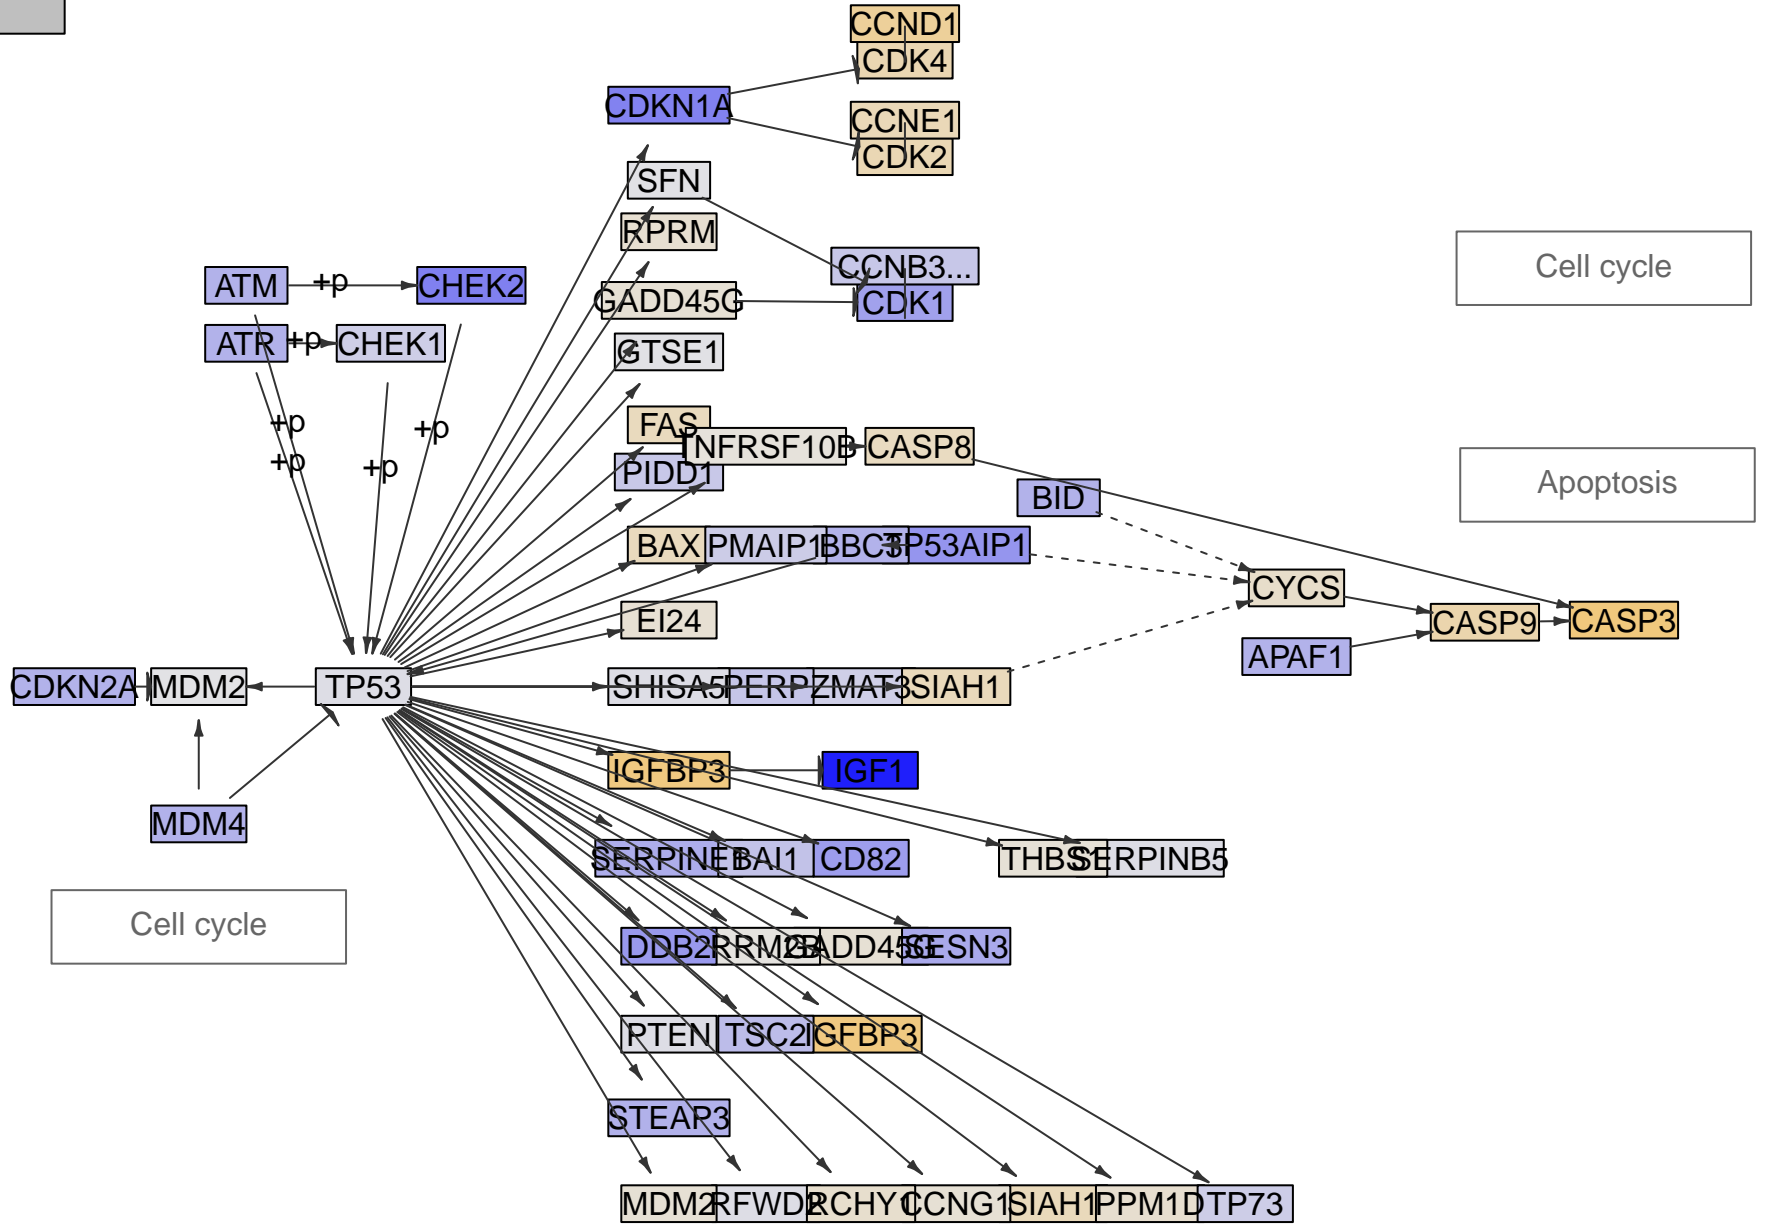 CCND1
CDK4
CDKN1A
CCNE1
CDK2
SFN
RPRM
Cell cycle
CCNB3...
ATM
+p
CHEK2
GADD45G
CDK1
ATR
+p
CHEK1
GTSE1
+p
+p
FAS
TNFRSF10B
CASP8
+p
+p
PIDD1
Apoptosis
BID
BAX
PMAIP1
BBC3
TP53AIP1
CYCS
EI24
CASP9
CASP3
APAF1
CDKN2A
MDM2
TP53
SHISA5
PERP
ZMAT3
SIAH1
IGFBP3
IGF1
MDM4
SERPINE1
BAI1
CD82
THBS1
SERPINB5
Cell cycle
DDB2
RRM2B
GADD45G
SESN3
PTEN
TSC2
IGFBP3
STEAP3
MDM2
RFWD2
RCHY1
CCNG1
SIAH1
PPM1D
TP73